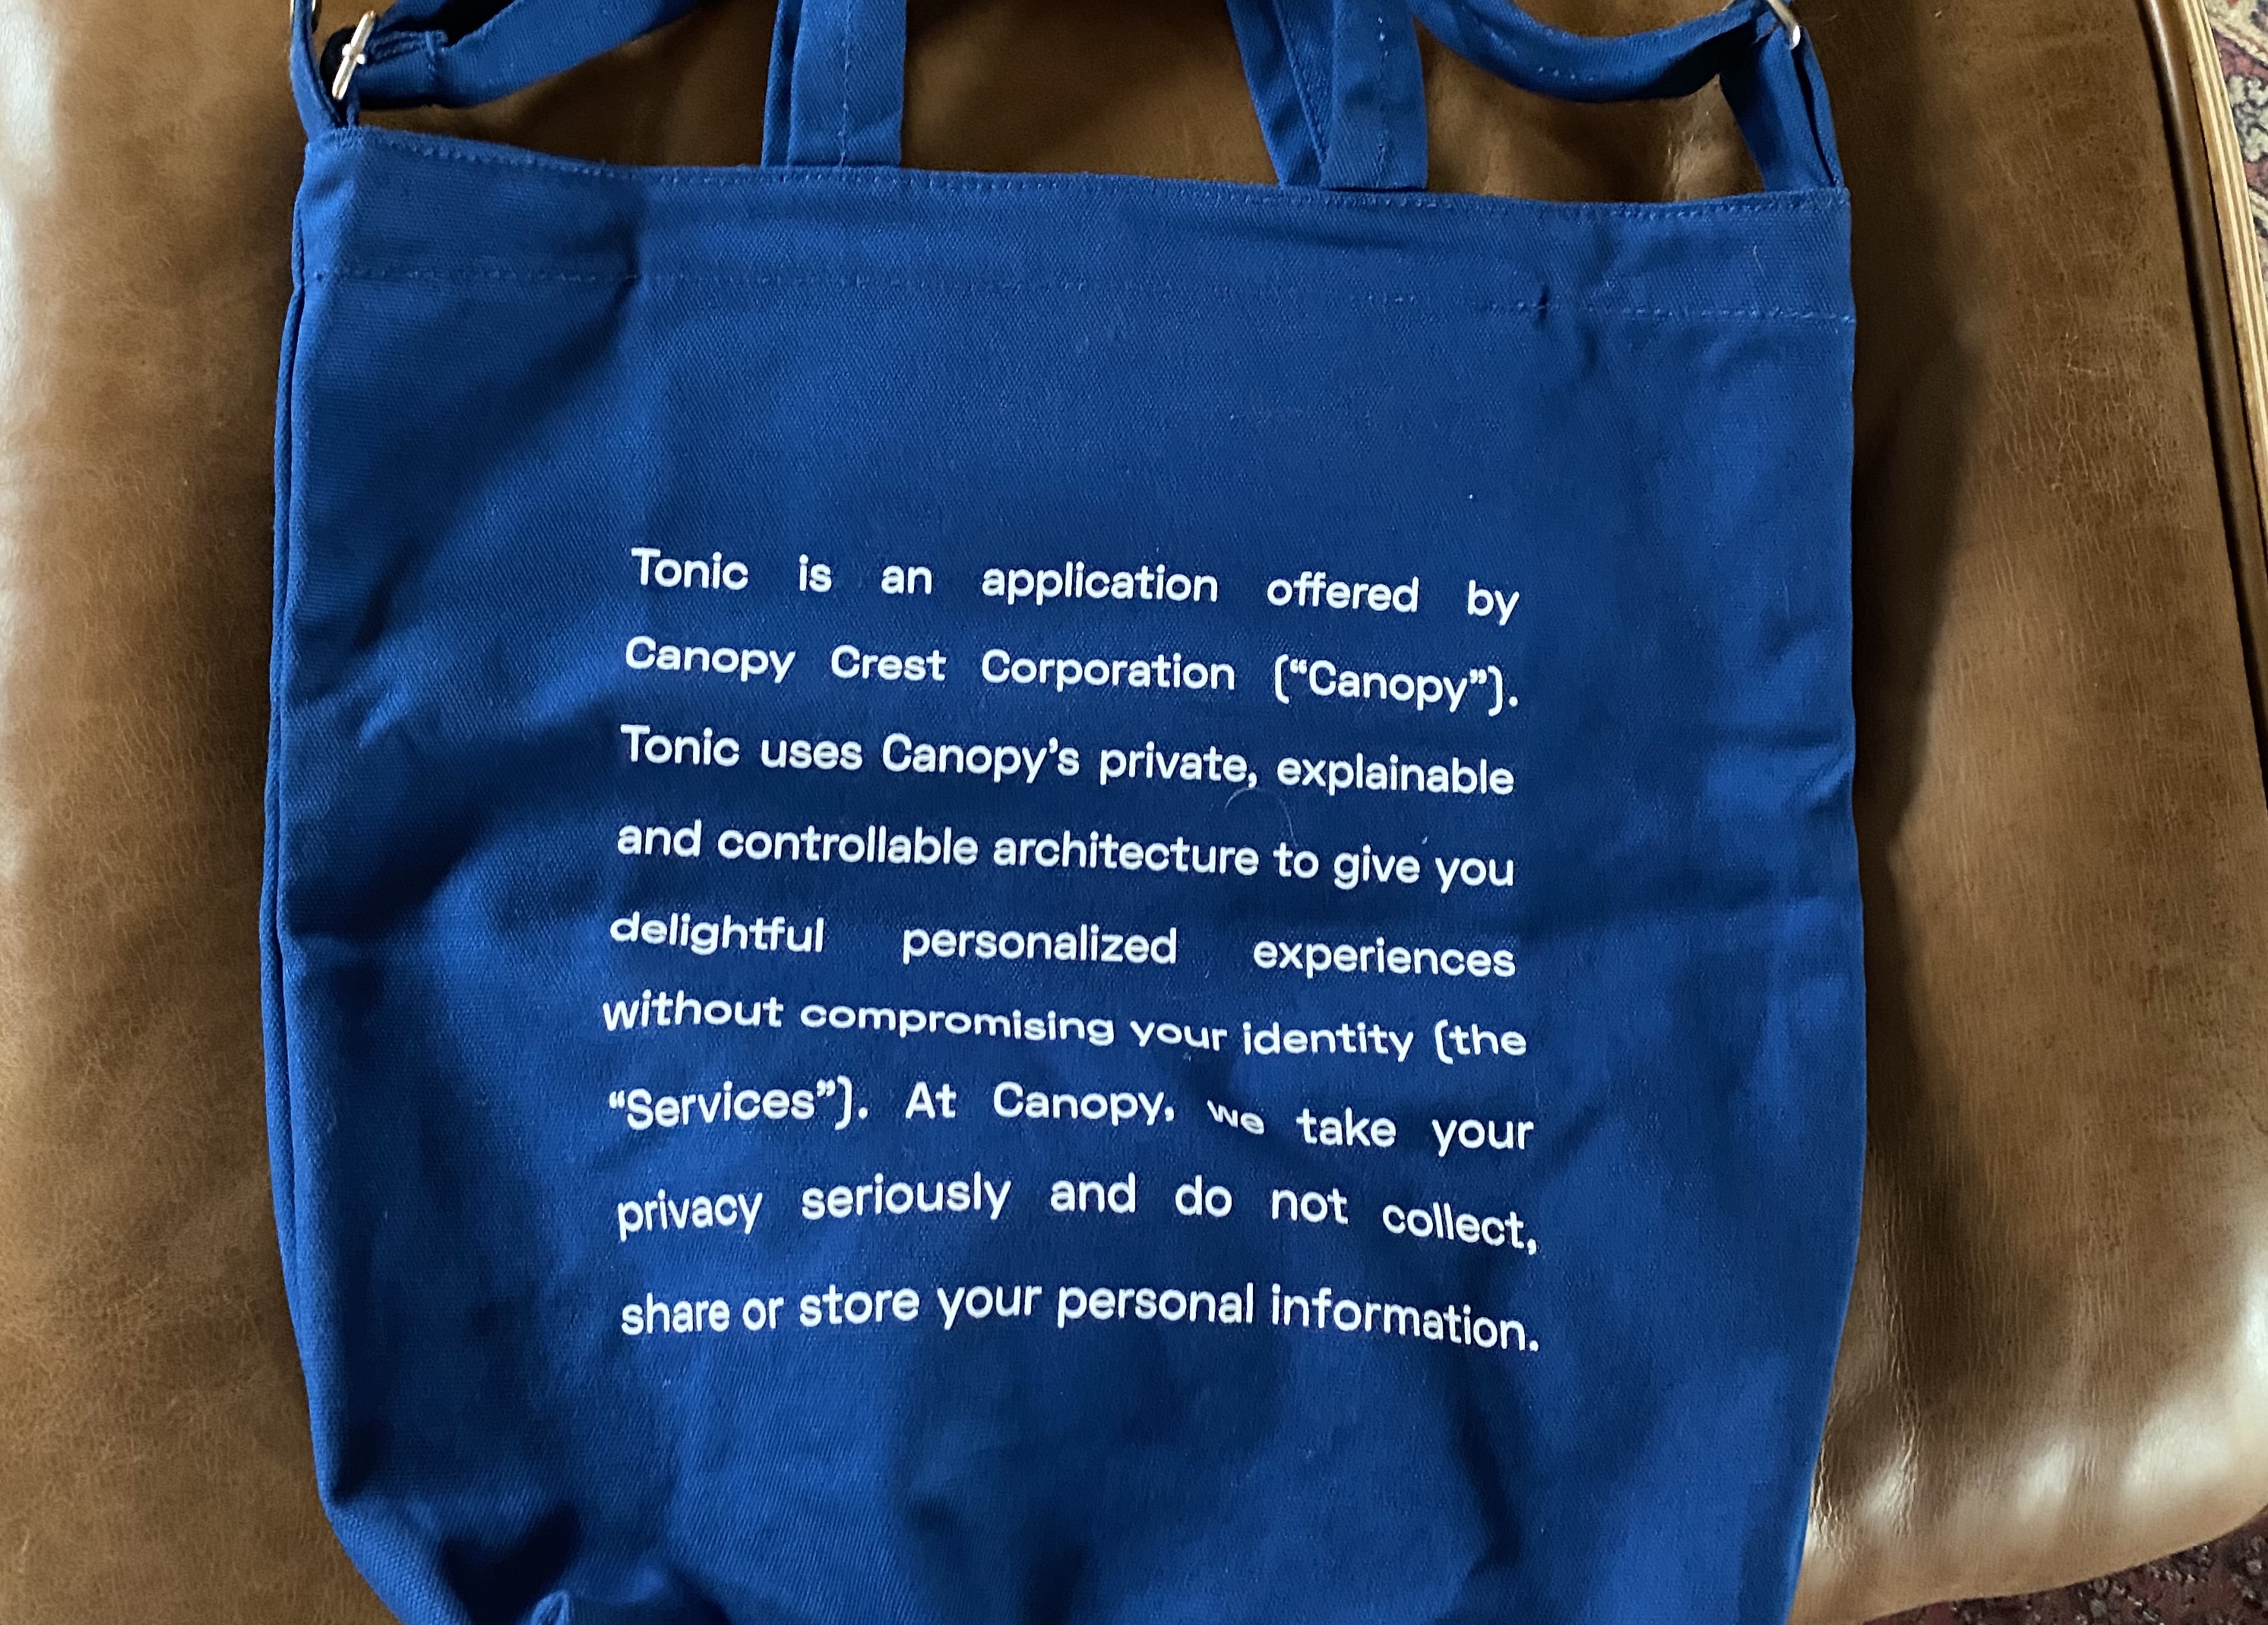 Tonic is an application offered by
Canopy Crest Corporation (“Canopy”).
Tonic uses Canopy’s private, explainable
and controllable architecture to give you
delightful personalized experiences
without compromising your identity (the
“Services”). At Canopy, we take your
privacy seriously and do not collect,
share or store your personal information.